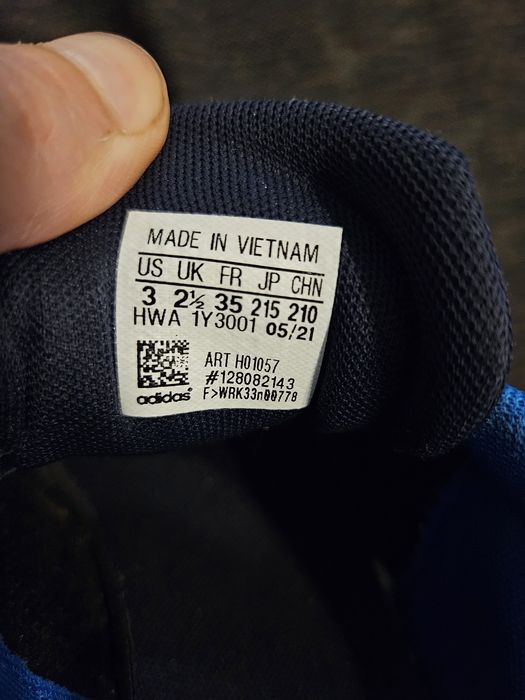 MADE IN VIETNAM
US UK FR JP CHN
3 2½ 35 215 210
HWA 1Y3001 05/21
ART H01057
#128082143
F>WRK33n00778
adidas®